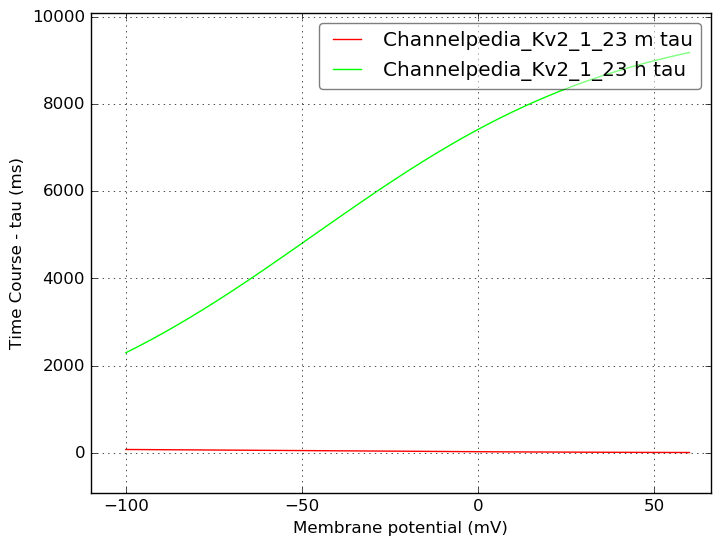 10000
8000
6000
4000
2000
0
Time Course - tau (ms)
Channelpedia_Kv2_1_23 m tau
Channelpedia_Kv2_1_23 h tau
−100
−50
0
50
Membrane potential (mV)